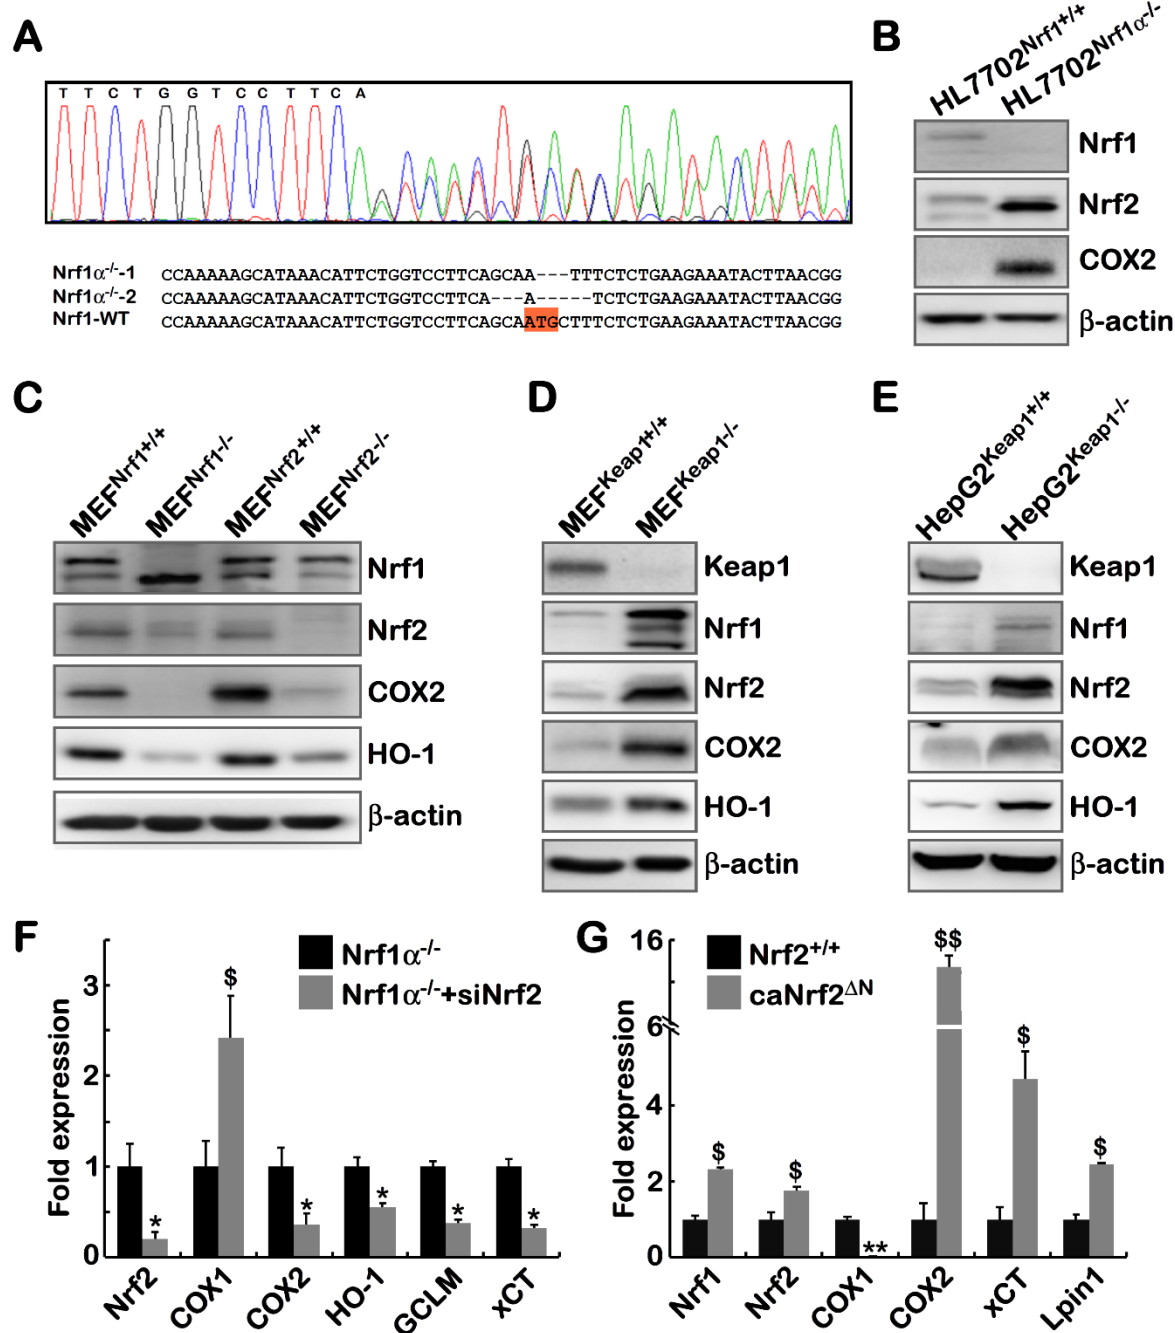 A
T T C T G G T C C T T C A
Nrf1α-/--1 CCAAAAAGCATAAACATTCTGGTCCTTCAGCAA---TTTCTCTGAAGAAATACTTAACGG
Nrf1α-/--2 CCAAAAAGCATAAACATTCTGGTCCTTCA---A-----TCTCTGAAGAAATACTTAACGG
Nrf1-WT CCAAAAAGCATAAACATTCTGGTCCTTCAGCAATGCTTTCTCTGAAGAAATACTTAACGG
B
HL7702Nrf1+/+
HL7702Nrf1α-/-
Nrf1
Nrf2
COX2
β-actin
C
MEFNrf1+/+
MEFNrf1-/-
MEFNrf2+/+
MEFNrf2-/-
Nrf1
Nrf2
COX2
HO-1
β-actin
D
MEFKeap1+/+
MEFKeap1-/-
Keap1
Nrf1
Nrf2
COX2
HO-1
β-actin
E
HepG2Keap1+/+
HepG2Keap1-/-
Keap1
Nrf1
Nrf2
COX2
HO-1
β-actin
F
Nrf1α-/-
Nrf1α-/-+siNrf2
Fold expression
3
2
1
0
*
$
*
*
*
*
Nrf2
COX1
COX2
HO-1
GCLM
xCT
G
Nrf2+/+
caNrf2ΔN
Fold expression
16
6
4
2
0
$
$
**
$$
$
$
Nrf1
Nrf2
COX1
COX2
xCT
Lpin1